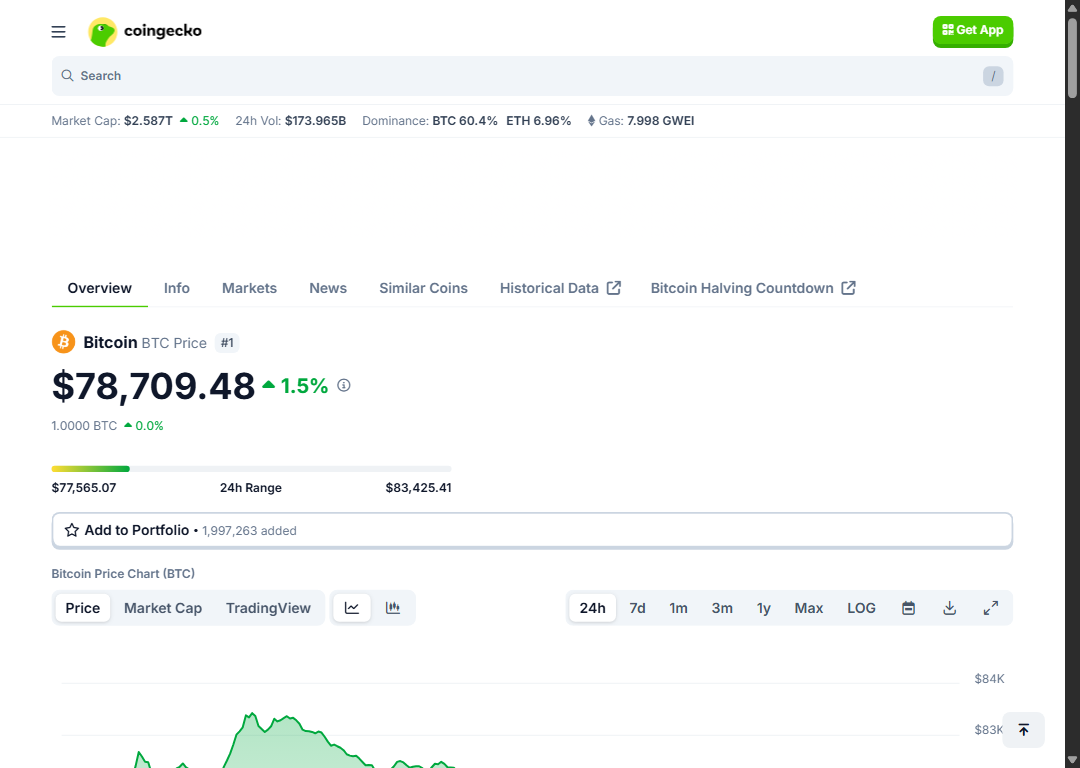 coingecko
Get App
Search /
Market Cap: $2.587T 0.5% 24h Vol: $173.965B Dominance: BTC 60.4% ETH 6.96% Gas: 7.998 GWEI
Overview Info Markets News Similar Coins Historical Data Bitcoin Halving Countdown
Bitcoin BTC Price #1
$78,709.48 1.5%
1.0000 BTC 0.0%
$77,565.07 24h Range $83,425.41
Add to Portfolio • 1,997,263 added
Bitcoin Price Chart (BTC)
Price Market Cap TradingView 24h 7d 1m 3m 1y Max LOG
$84K
$83K